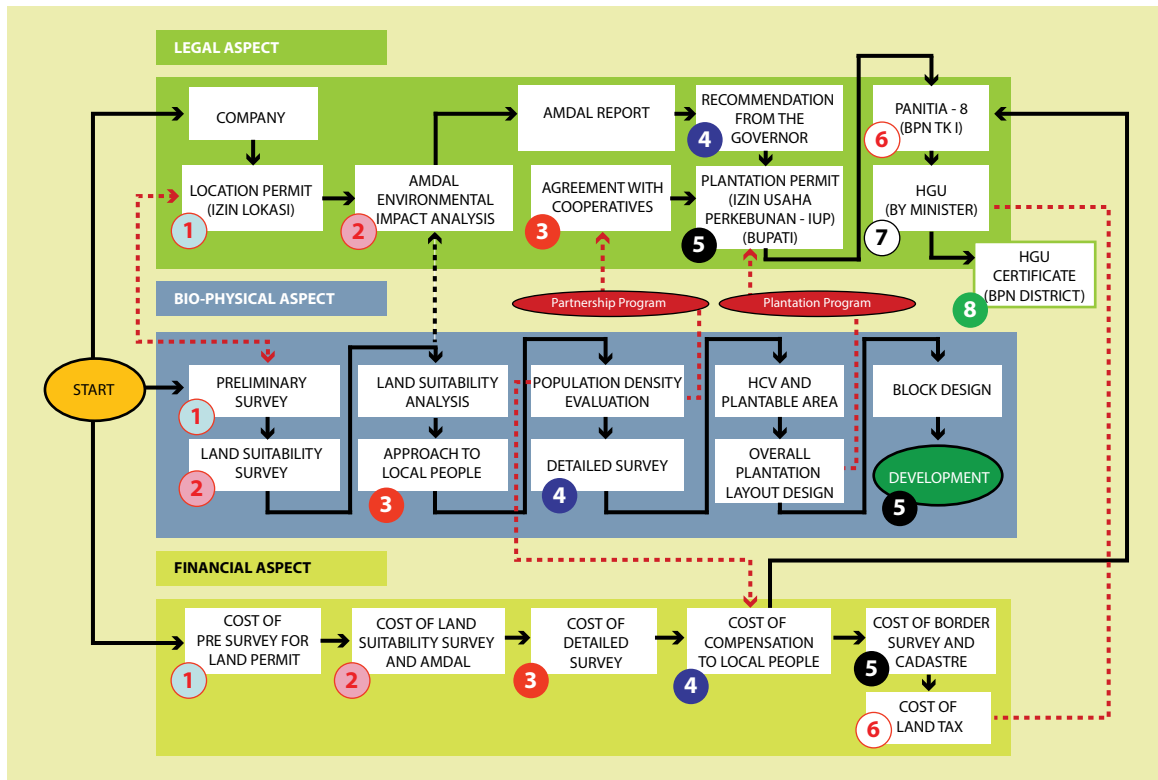 LEGAL ASPECT
COMPANY
LOCATION PERMIT
(IZIN LOKASI)
1
AMDAL
ENVIRONMENTAL
IMPACT ANALYSIS
2
AMDAL REPORT
AGREEMENT WITH
COOPERATIVES
3
RECOMMENDATION
FROM THE
GOVERNOR
4
PLANTATION PERMIT
(IZIN USAHA
PERKEBUNAN - IUP)
(BUPATI)
5
PANITIA - 8
(BPN TK I)
6
HGU
(BY MINISTER)
7
HGU
CERTIFICATE
(BPN DISTRICT)
8
BIO-PHYSICAL ASPECT
Partnership Program
Plantation Program
START
PRELIMINARY
SURVEY
1
LAND SUITABILITY
SURVEY
2
LAND SUITABILITY
ANALYSIS
APPROACH TO
LOCAL PEOPLE
3
POPULATION DENSITY
EVALUATION
DETAILED SURVEY
4
HCV AND
PLANTABLE AREA
OVERALL
PLANTATION
LAYOUT DESIGN
BLOCK DESIGN
DEVELOPMENT
5
FINANCIAL ASPECT
COST OF
PRE SURVEY FOR
LAND PERMIT
1
COST OF LAND
SUITABILITY SURVEY
AND AMDAL
2
COST OF
DETAILED
SURVEY
3
COST OF
COMPENSATION
TO LOCAL PEOPLE
4
COST OF BORDER
SURVEY AND
CADASTRE
5
COST OF
LAND TAX
6